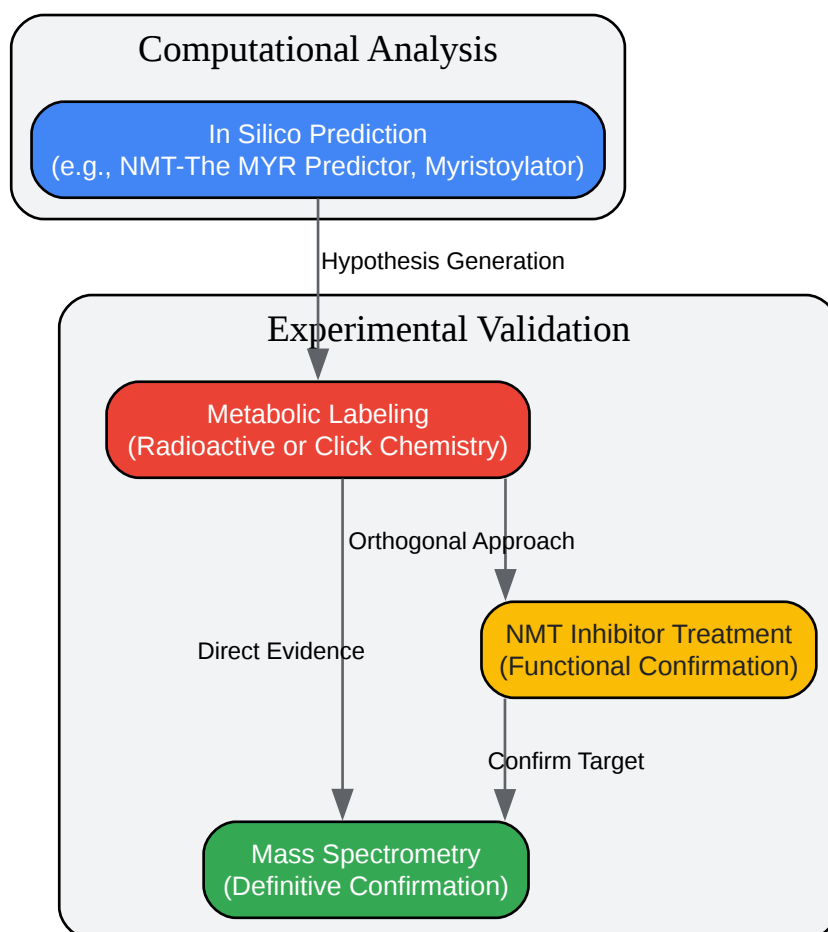 Computational Analysis
In Silico Prediction
(e.g., NMT-The MYR Predictor, Myristoylator)
Hypothesis Generation
Experimental Validation
Metabolic Labeling
(Radioactive or Click Chemistry)
Orthogonal Approach
NMT Inhibitor Treatment
(Functional Confirmation)
Direct Evidence
Confirm Target
Mass Spectrometry
(Definitive Confirmation)